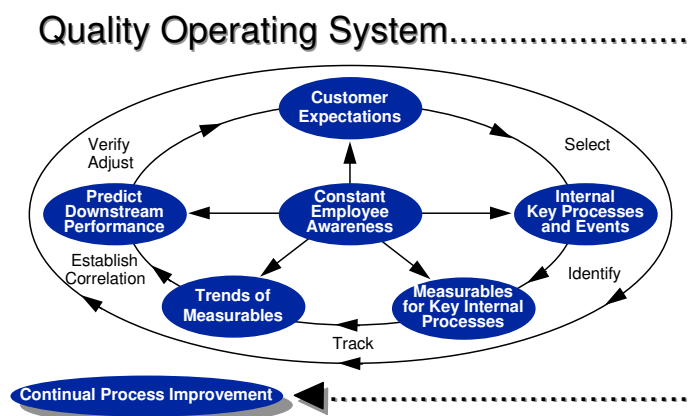 Quality Operating System.......................
Customer
Expectations
Verify
Adjust
Select
Predict
Downstream
Performance
Constant
Employee
Awareness
Internal
Key Processes
and Events
Establish
Correlation
Identify
Trends of
Measurables
Measurables
for Key Internal
Processes
Track
Continual Process Improvement